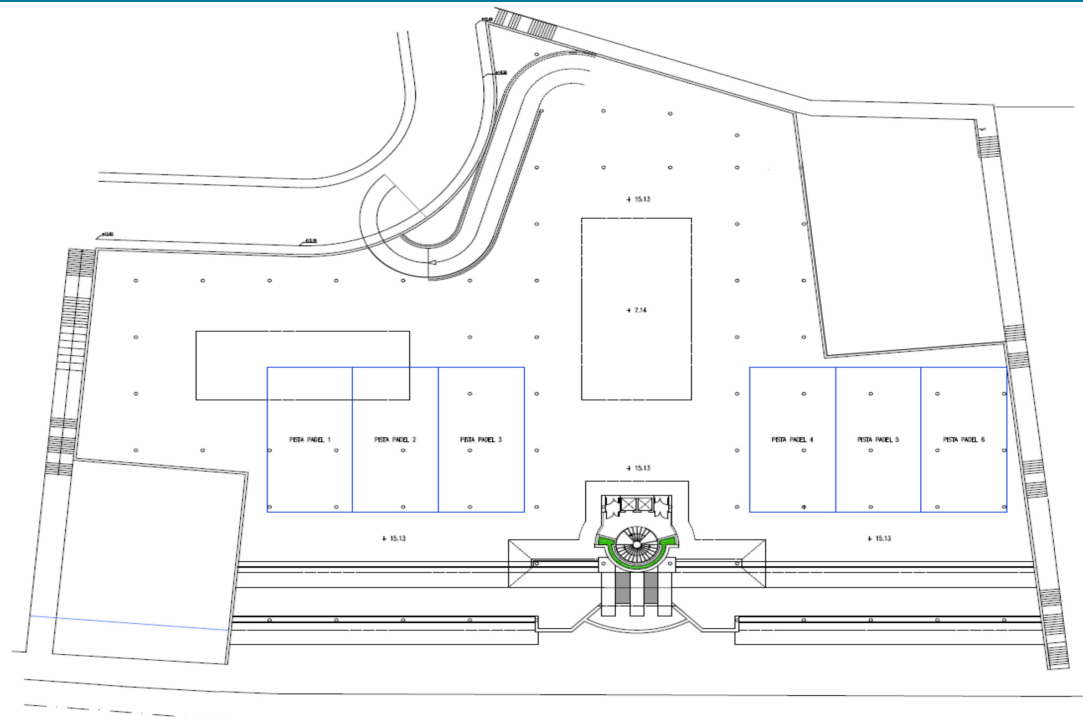 + 15.13
+ 7.14
PISTA PADEL 1
PISTA PADEL 2
PISTA PADEL 3
PISTA PADEL 4
PISTA PADEL 5
PISTA PADEL 6
+ 15.13
+ 15.13
+ 15.13